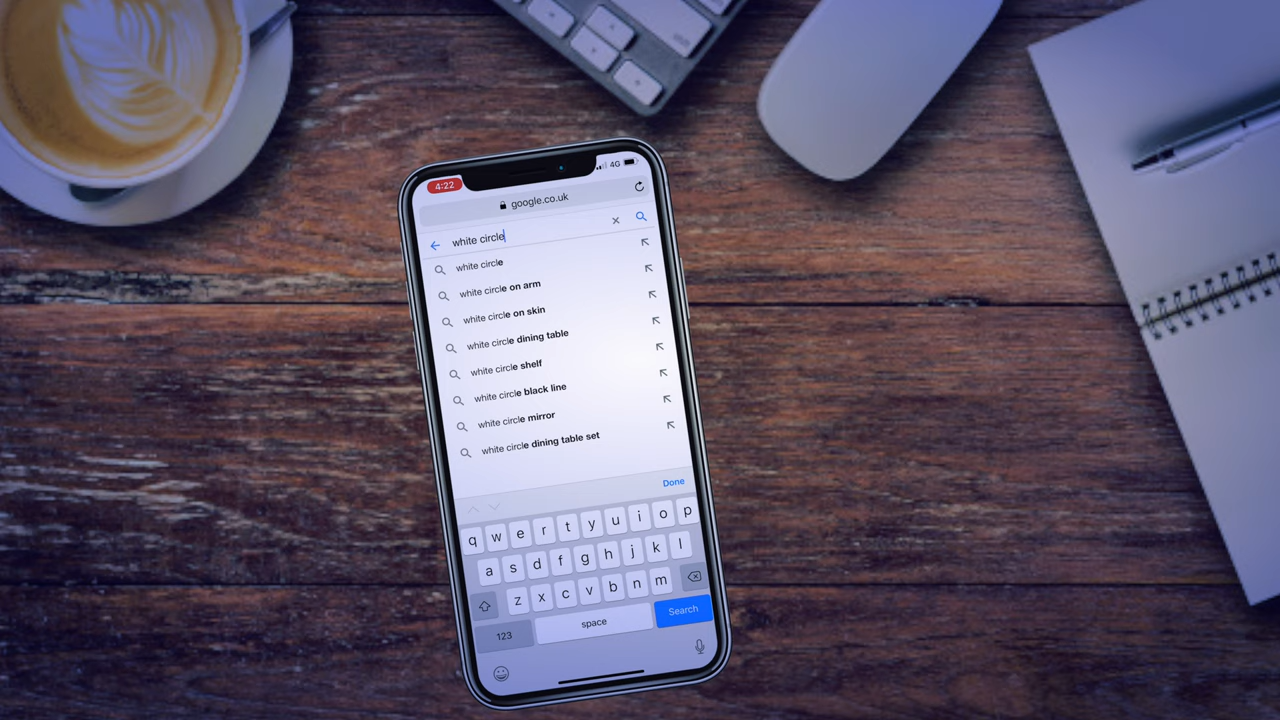 4:22
4G
google.co.uk
white circle
white circle
white circle on arm
white circle on skin
white circle dining table
white circle shelf
white circle black line
white circle mirror
white circle dining table set
Done
q w e r t y u i o p
a s d f g h j k l
z x c v b n m
123 space Search